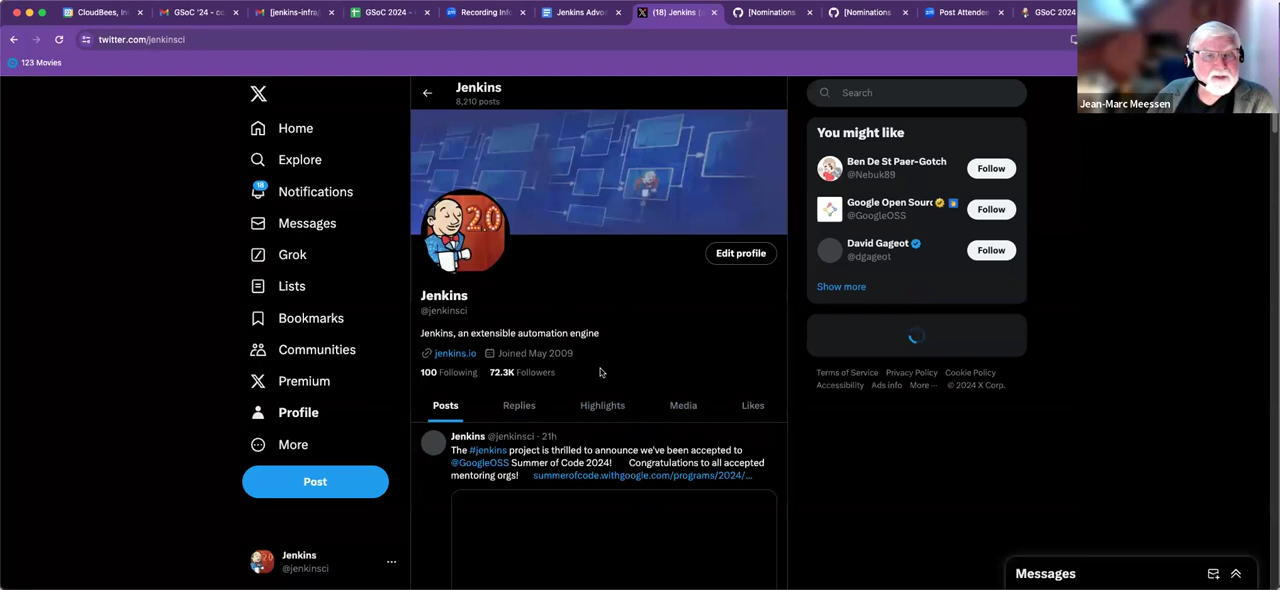 CloudBees, In
GSoC '24 - co
[jenkins-infra
GSoC 2024 -
Recording Info
Jenkins Advo
(18) Jenkins (
[Nominations
[Nominations
Post Attende
GSoC 2024
twitter.com/jenkinsci
123 Movies
Jean-Marc Meessen
Home
Explore
18
Notifications
Messages
Grok
Lists
Bookmarks
Communities
Premium
Profile
More
Post
Jenkins
@jenkinsci
Jenkins
8,210 posts
2.0
Edit profile
Jenkins
@jenkinsci
Jenkins, an extensible automation engine
jenkins.io Joined May 2009
100 Following 72.3K Followers
Posts Replies Highlights Media Likes
Jenkins @jenkinsci · 21h
The #jenkins project is thrilled to announce we've been accepted to
@GoogleOSS Summer of Code 2024! Congratulations to all accepted
mentoring orgs! summerofcode.withgoogle.com/programs/2024/...
Search
You might like
Ben De St Paer-Gotch
@Nebuk89
Follow
Google Open Sour
@GoogleOSS
Follow
David Gageot
@dgageot
Follow
Show more
Terms of Service Privacy Policy Cookie Policy
Accessibility Ads info More ... © 2024 X Corp.
Messages